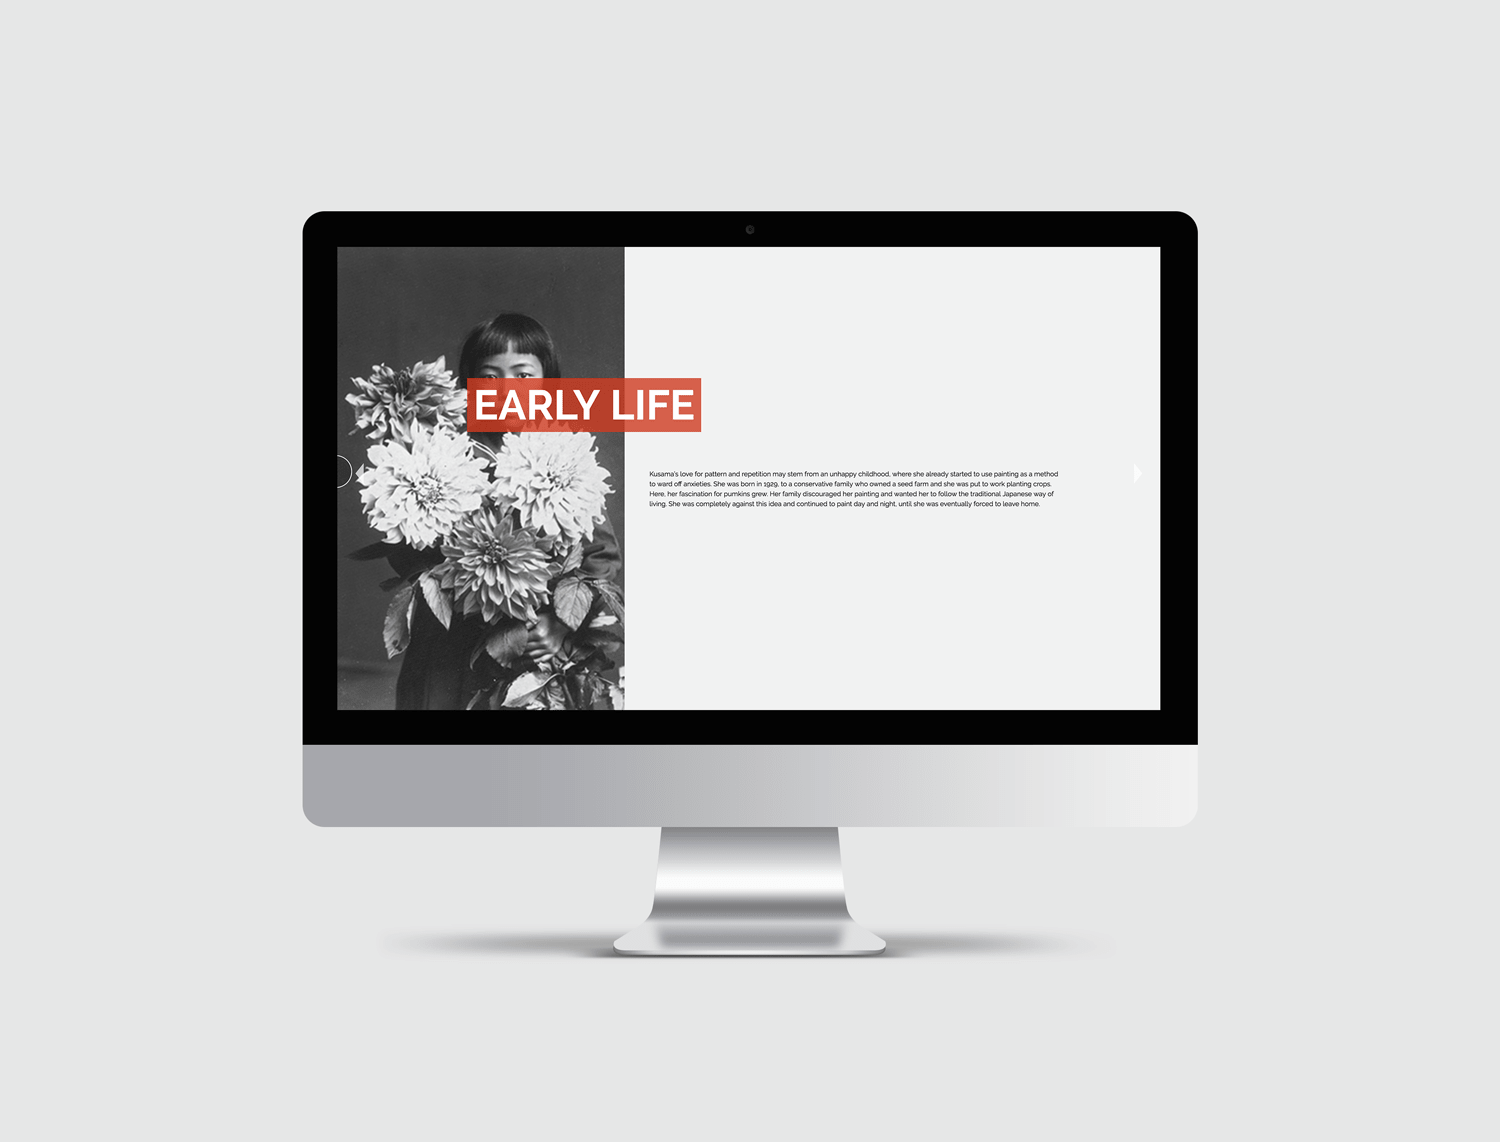 EARLY LIFE
Kusama's love for pattern and repetition may stem from an unhappy childhood, where she already started to use painting as a method
to ward off anxieties. She was born in 1929, to a conservative family who owned a seed farm and she was put to work planting crops.
Here, her fascination for pumkins grew. Her family discouraged her painting and wanted her to follow the traditional Japanese way of
living. She was completely against this idea and continued to paint day and night, until she was eventually forced to leave home.